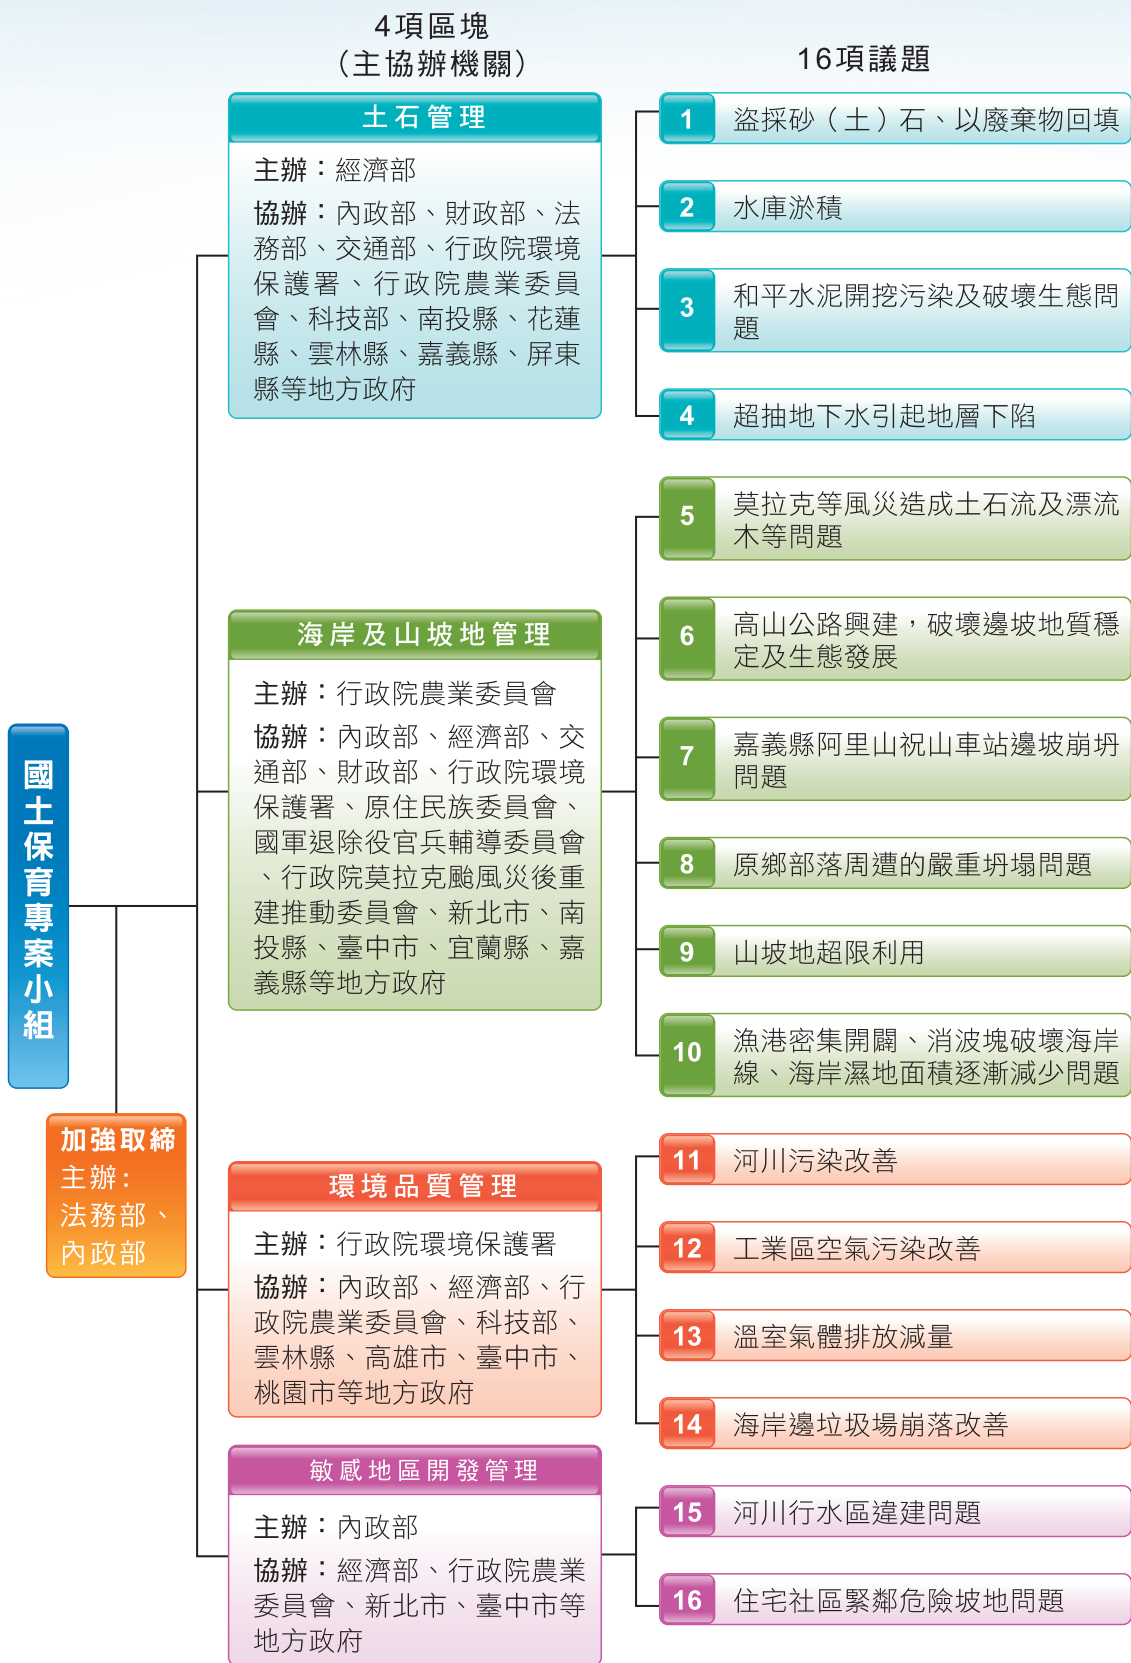 4項區塊
（主協辦機關）
16項議題
國土保育專案小組
加強取締
主辦：
法務部、
內政部
土石管理
主辦：經濟部
協辦：內政部、財政部、法
務部、交通部、行政院環境
保護署、行政院農業委員
會、科技部、南投縣、花蓮
縣、雲林縣、嘉義縣、屏東
縣等地方政府
1 盜採砂（土）石、以廢棄物回填
2 水庫淤積
3 和平水泥開挖污染及破壞生態問
題
4 超抽地下水引起地層下陷
海岸及山坡地管理
主辦：行政院農業委員會
協辦：內政部、經濟部、交
通部、財政部、行政院環境
保護署、原住民族委員會、
國軍退除役官兵輔導委員會
、行政院莫拉克颱風災後重
建推動委員會、新北市、南
投縣、臺中市、宜蘭縣、嘉
義縣等地方政府
5 莫拉克等風災造成土石流及漂流
木等問題
6 高山公路興建，破壞邊坡地質穩
定及生態發展
7 嘉義縣阿里山祝山車站邊坡崩坍
問題
8 原鄉部落周遭的嚴重坍塌問題
9 山坡地超限利用
10 漁港密集開闢、消波塊破壞海岸
線、海岸濕地面積逐漸減少問題
環境品質管理
主辦：行政院環境保護署
協辦：內政部、經濟部、行
政院農業委員會、科技部、
雲林縣、高雄市、臺中市、
桃園市等地方政府
11 河川污染改善
12 工業區空氣污染改善
13 溫室氣體排放減量
14 海岸邊垃圾場崩落改善
敏感地區開發管理
主辦：內政部
協辦：經濟部、行政院農業
委員會、新北市、臺中市等
地方政府
15 河川行水區違建問題
16 住宅社區緊鄰危險坡地問題